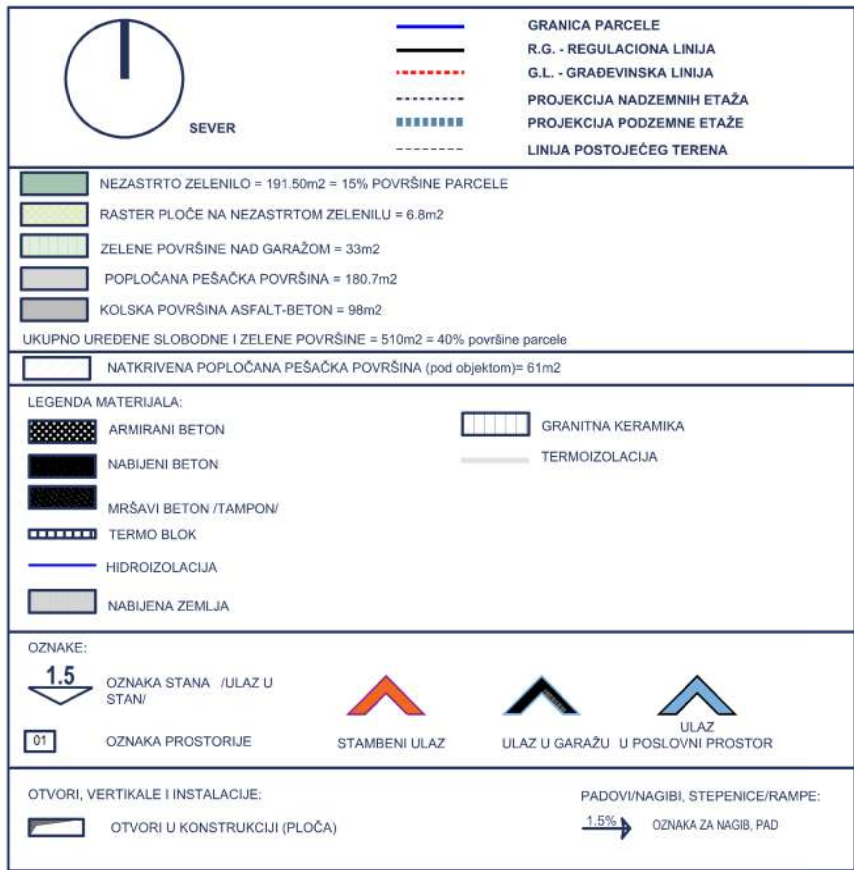 SEVER
GRANICA PARCELE
R.G. - REGULACIONA LINIJA
G.L. - GRAĐEVINSKA LINIJA
PROJEKCIJA NADZEMNIH ETAŽA
PROJEKCIJA PODZEMNE ETAŽE
LINIJA POSTOJEĆEG TERENA
NEZASTRTO ZELENILO = 191.50m2 = 15% POVRŠINE PARCELE
RASTER PLOČE NA NEZASTRTOM ZELENILU = 6.8m2
ZELENE POVRŠINE NAD GARAŽOM = 33m2
POPLOČANA PEŠAČKA POVRŠINA = 180.7m2
KOLSKA POVRŠINA ASFALT-BETON = 98m2
UKUPNO UREĐENE SLOBODNE I ZELENE POVRŠINE = 510m2 = 40% površine parcele
NATKRIVENA POPLOČANA PEŠAČKA POVRŠINA (pod objektom)= 61m2
LEGENDA MATERIJALA:
ARMIRANI BETON
NABIJENI BETON
MRŠAVI BETON /TAMPON/
TERMO BLOK
HIDROIZOLACIJA
NABIJENA ZEMLJA
GRANITNA KERAMIKA
TERMOIZOLACIJA
OZNAKE:
1.5
OZNAKA STANA /ULAZ U
STAN/
01
OZNAKA PROSTORIJE
STAMBENI ULAZ
ULAZ U GARAŽU
ULAZ
U POSLOVNI PROSTOR
OTVORI, VERTIKALE I INSTALACIJE:
OTVORI U KONSTRUKCIJI (PLOČA)
PADOVI/NAGIBI, STEPENICE/RAMPE:
1.5%
OZNAKA ZA NAGIB, PAD